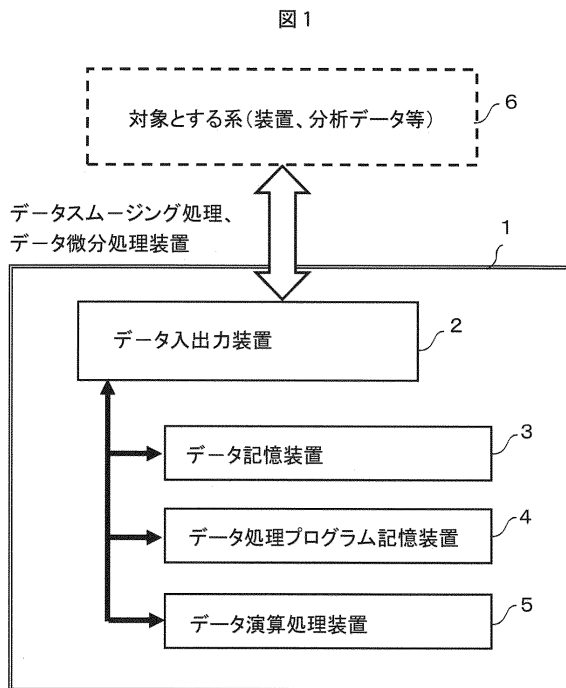 図1
対象とする系(装置、分析データ等)
6
データスムージング処理、
データ微分処理装置
1
データ入出力装置
2
データ記憶装置
3
データ処理プログラム記憶装置
4
データ演算処理装置
5